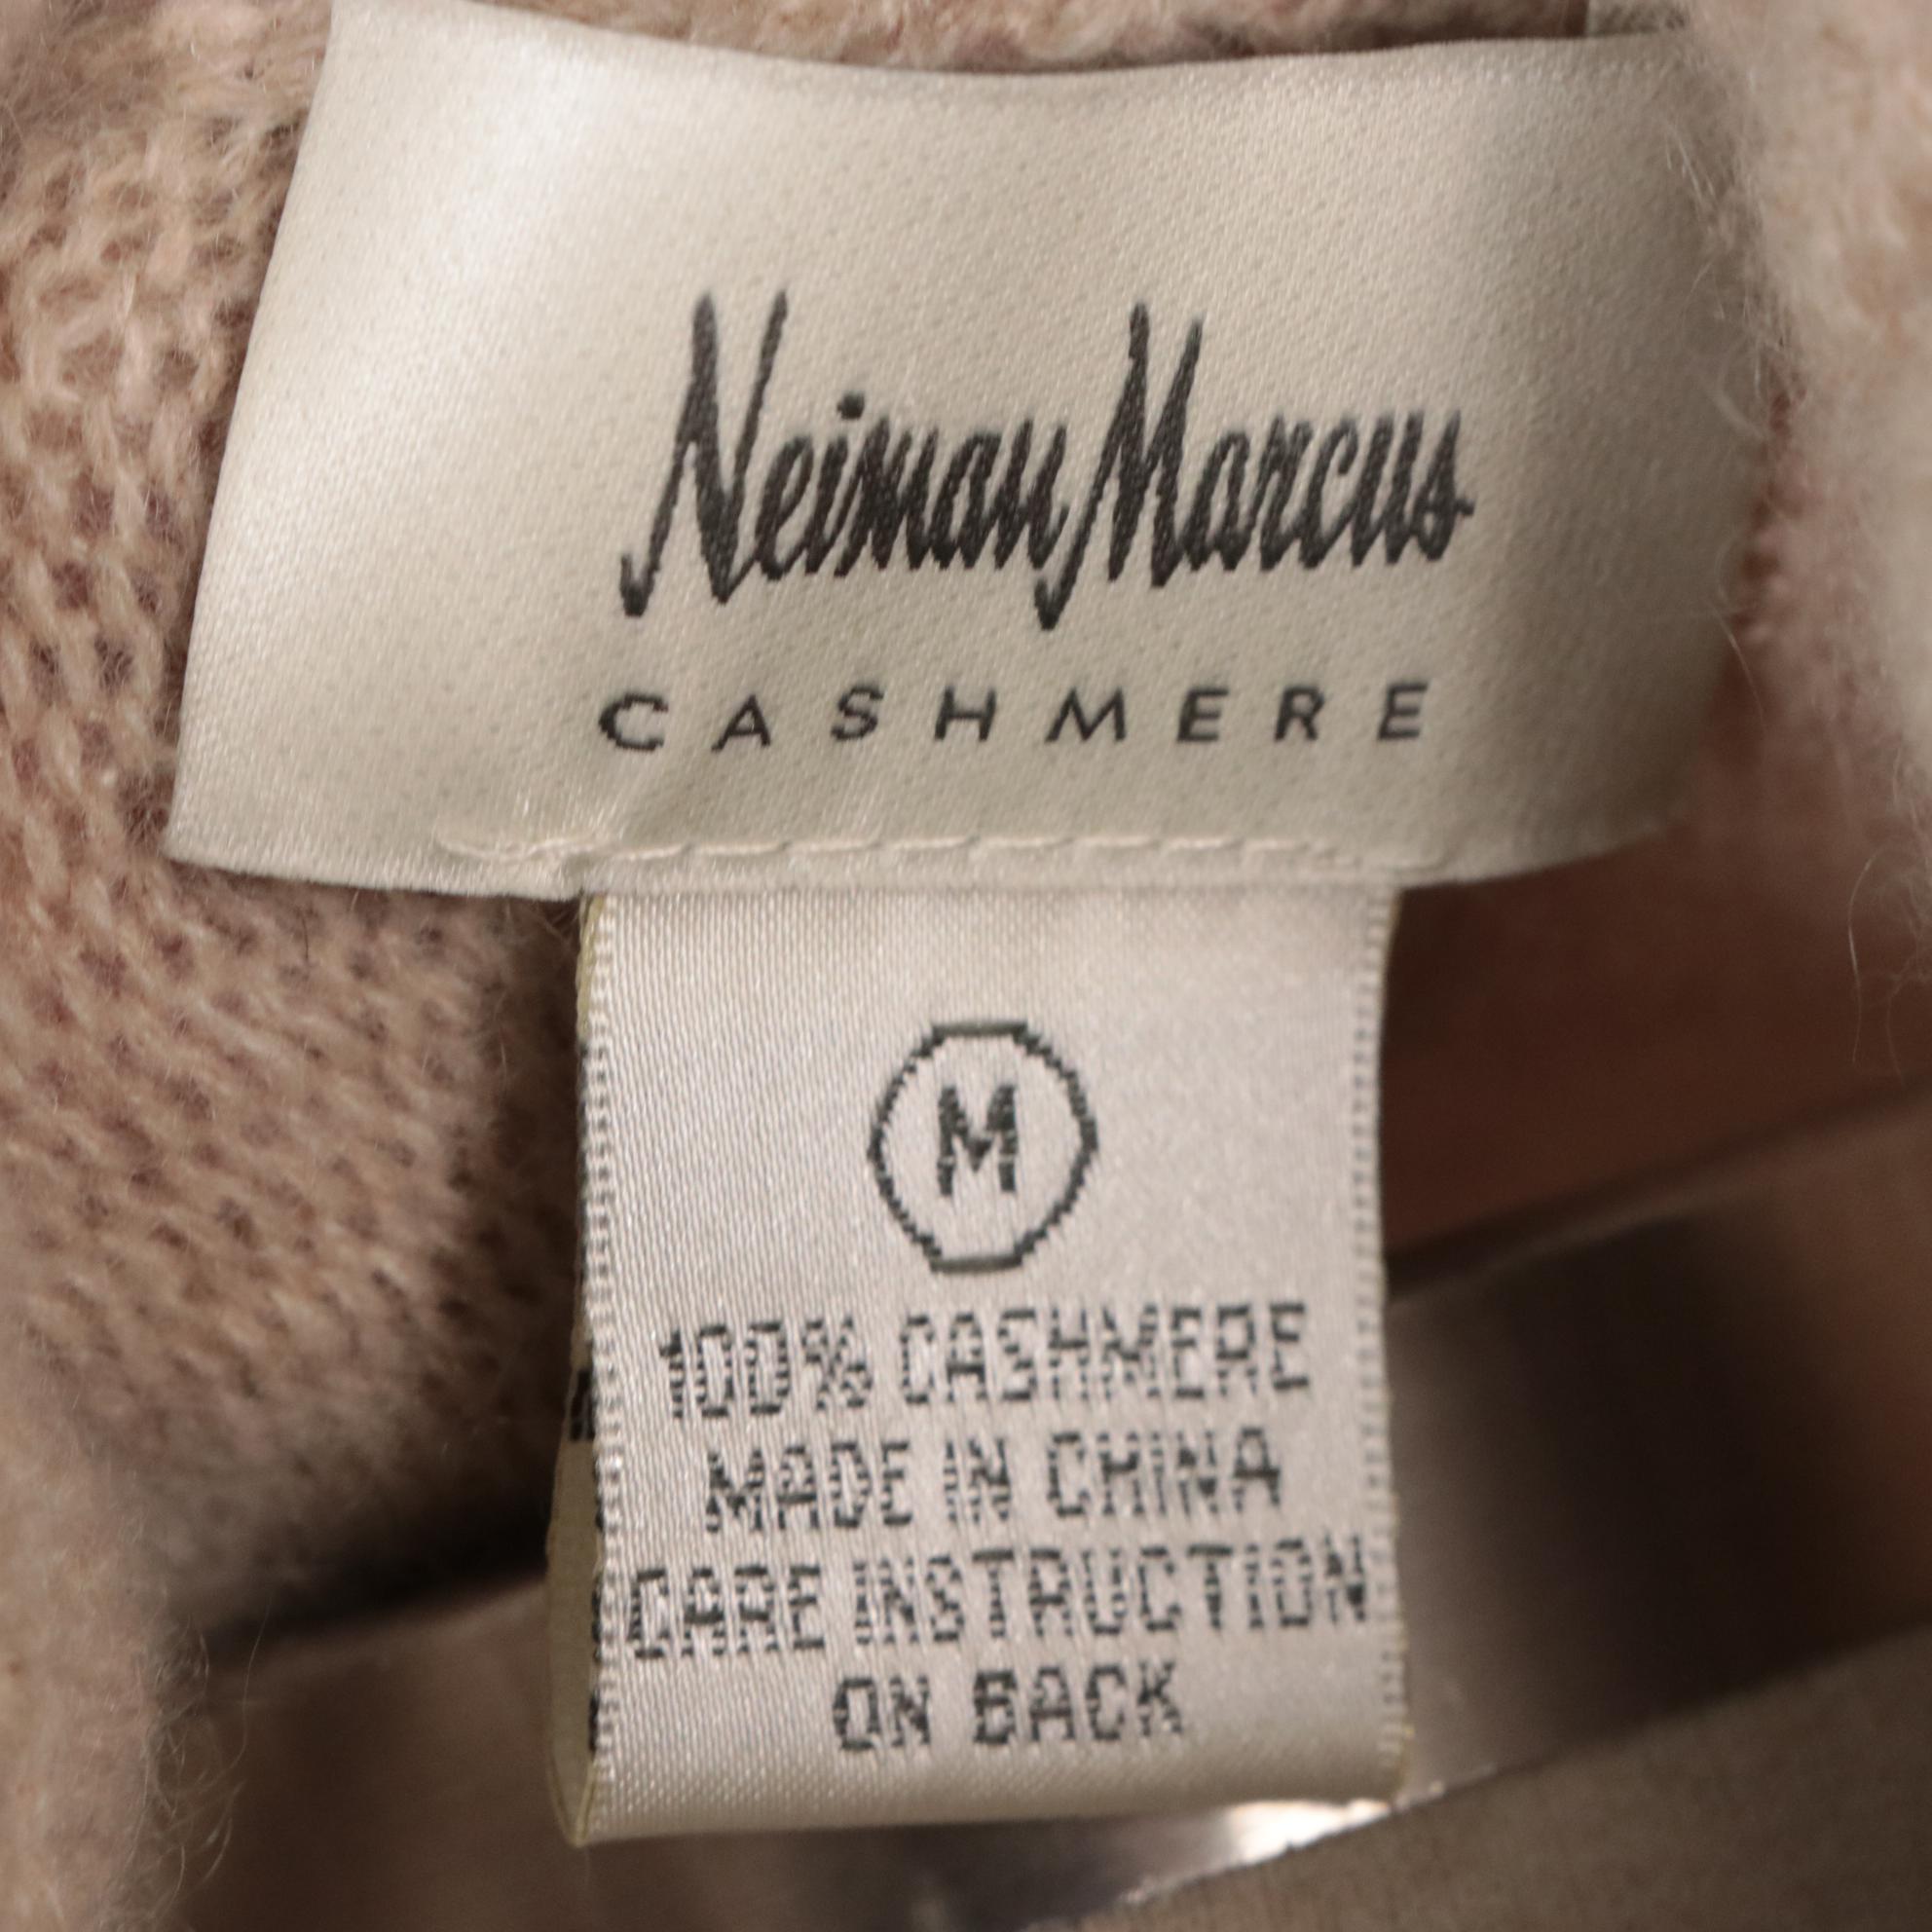 Neiman Marcus
CASHMERE
M
100% CASHMERE
MADE IN CHINA
CARE INSTRUCTION
ON BACK